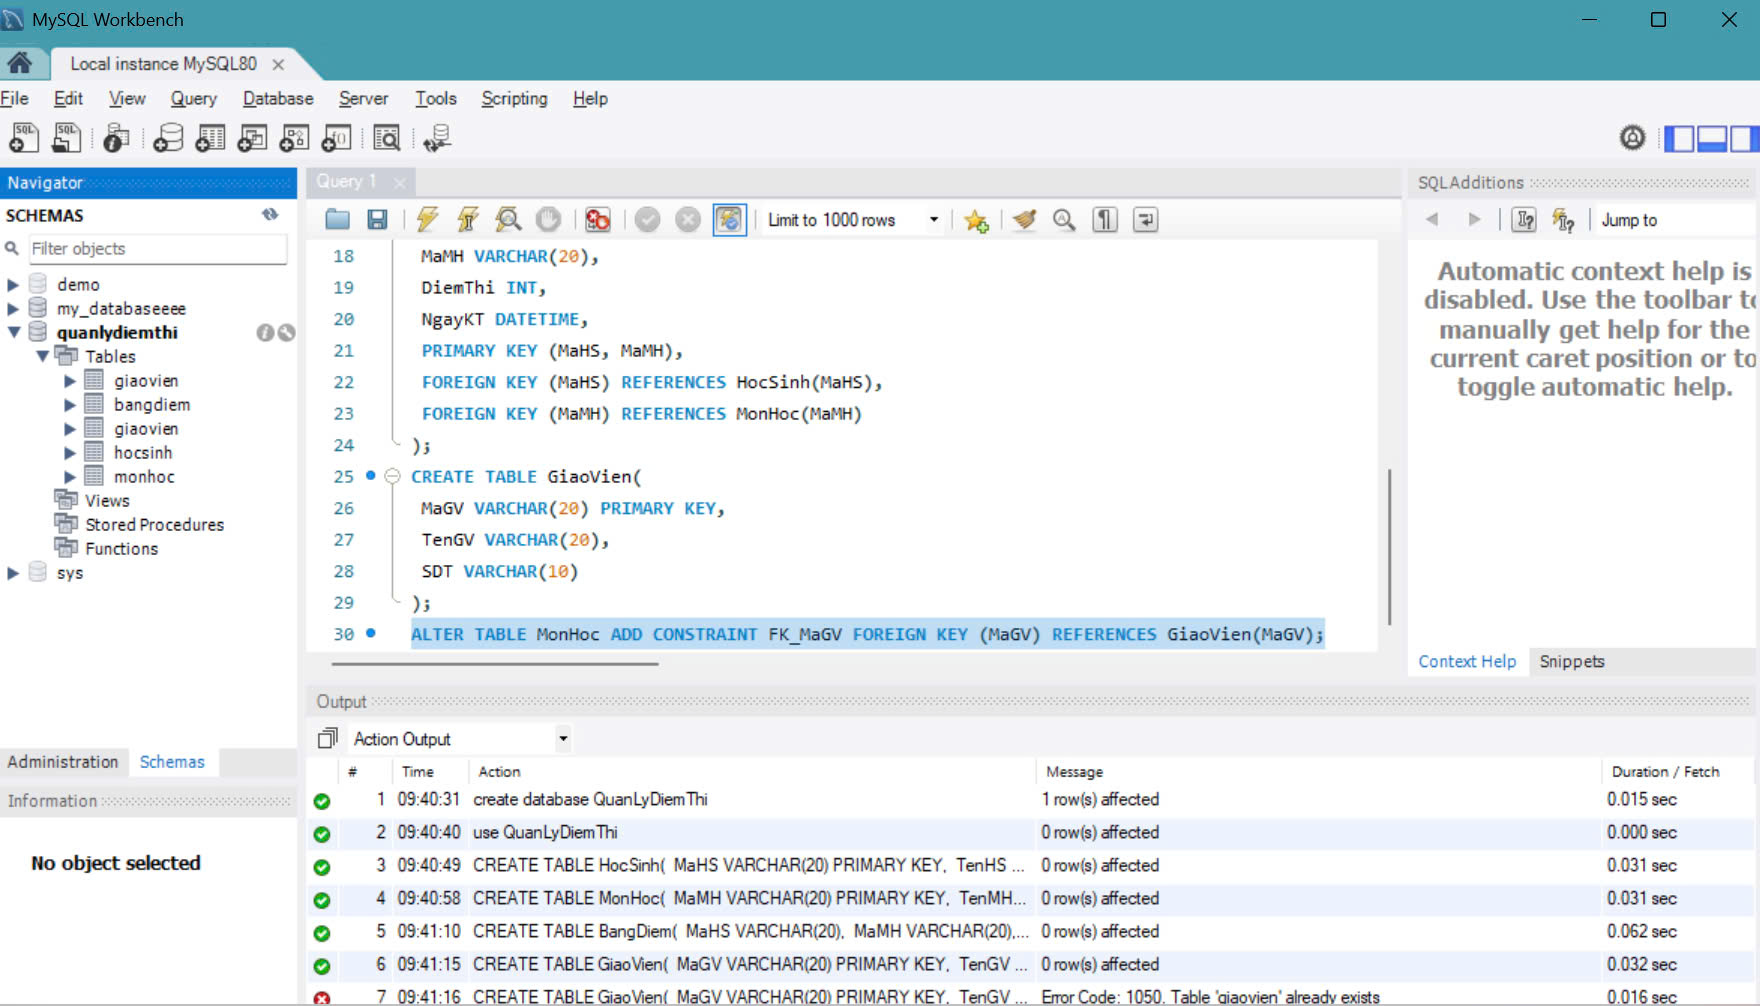 MySQL Workbench
Local instance MySQL80
File Edit View Query Database Server Tools Scripting Help
Navigator
SCHEMAS
Filter objects
demo
my_databaseeee
quanlydiemthi
Tables
giaovien
bangdiem
giaovien
hocsinh
monhoc
Views
Stored Procedures
Functions
sys
Administration Schemas
Information
No object selected
Query 1
Limit to 1000 rows
18 MaMH VARCHAR(20),
19 DiemThi INT,
20 NgayKT DATETIME,
21 PRIMARY KEY (MaHS, MaMH),
22 FOREIGN KEY (MaHS) REFERENCES HocSinh(MaHS),
23 FOREIGN KEY (MaMH) REFERENCES MonHoc(MaMH)
24 );
25 CREATE TABLE GiaoVien(
26 MaGV VARCHAR(20) PRIMARY KEY,
27 TenGV VARCHAR(20),
28 SDT VARCHAR(10)
29 );
30 ALTER TABLE MonHoc ADD CONSTRAINT FK_MaGV FOREIGN KEY (MaGV) REFERENCES GiaoVien(MaGV);
SQLAdditions
Jump to
Automatic context help is
disabled. Use the toolbar to
manually get help for the
current caret position or to
toggle automatic help.
Context Help Snippets
Output
Action Output
# Time Action Message Duration / Fetch
1 09:40:31 create database QuanLyDiemThi 1 row(s) affected 0.015 sec
2 09:40:40 use QuanLyDiemThi 0 row(s) affected 0.000 sec
3 09:40:49 CREATE TABLE HocSinh( MaHS VARCHAR(20) PRIMARY KEY, TenHS ... 0 row(s) affected 0.031 sec
4 09:40:58 CREATE TABLE MonHoc( MaMH VARCHAR(20) PRIMARY KEY, TenMH... 0 row(s) affected 0.031 sec
5 09:41:10 CREATE TABLE BangDiem( MaHS VARCHAR(20), MaMH VARCHAR(20),... 0 row(s) affected 0.062 sec
6 09:41:15 CREATE TABLE GiaoVien( MaGV VARCHAR(20) PRIMARY KEY, TenGV ... 0 row(s) affected 0.032 sec
7 09:41:16 CREATE TABLE GiaoVien( MaGV VARCHAR(20) PRIMARY KEY, TenGV ... Error Code: 1050. Table 'giaovien' already exists 0.016 sec